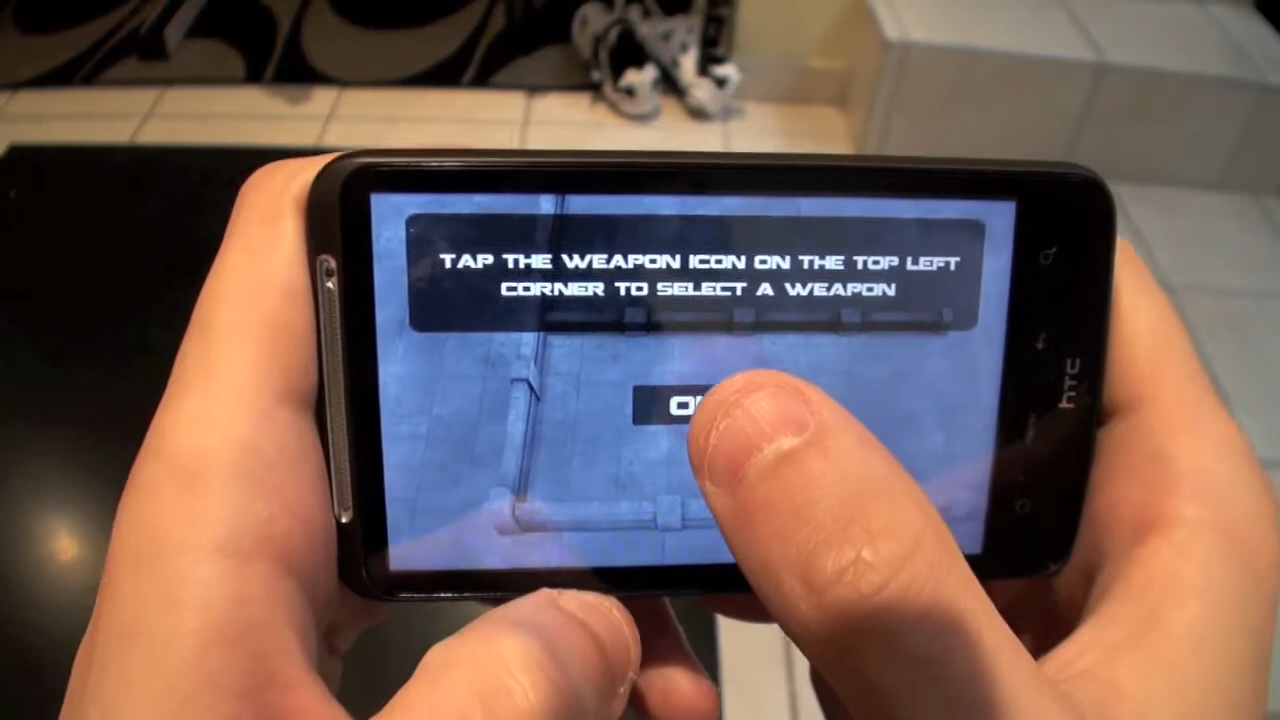 TAP THE WEAPON ICON ON THE TOP LEFT
CORNER TO SELECT A WEAPON
hTC